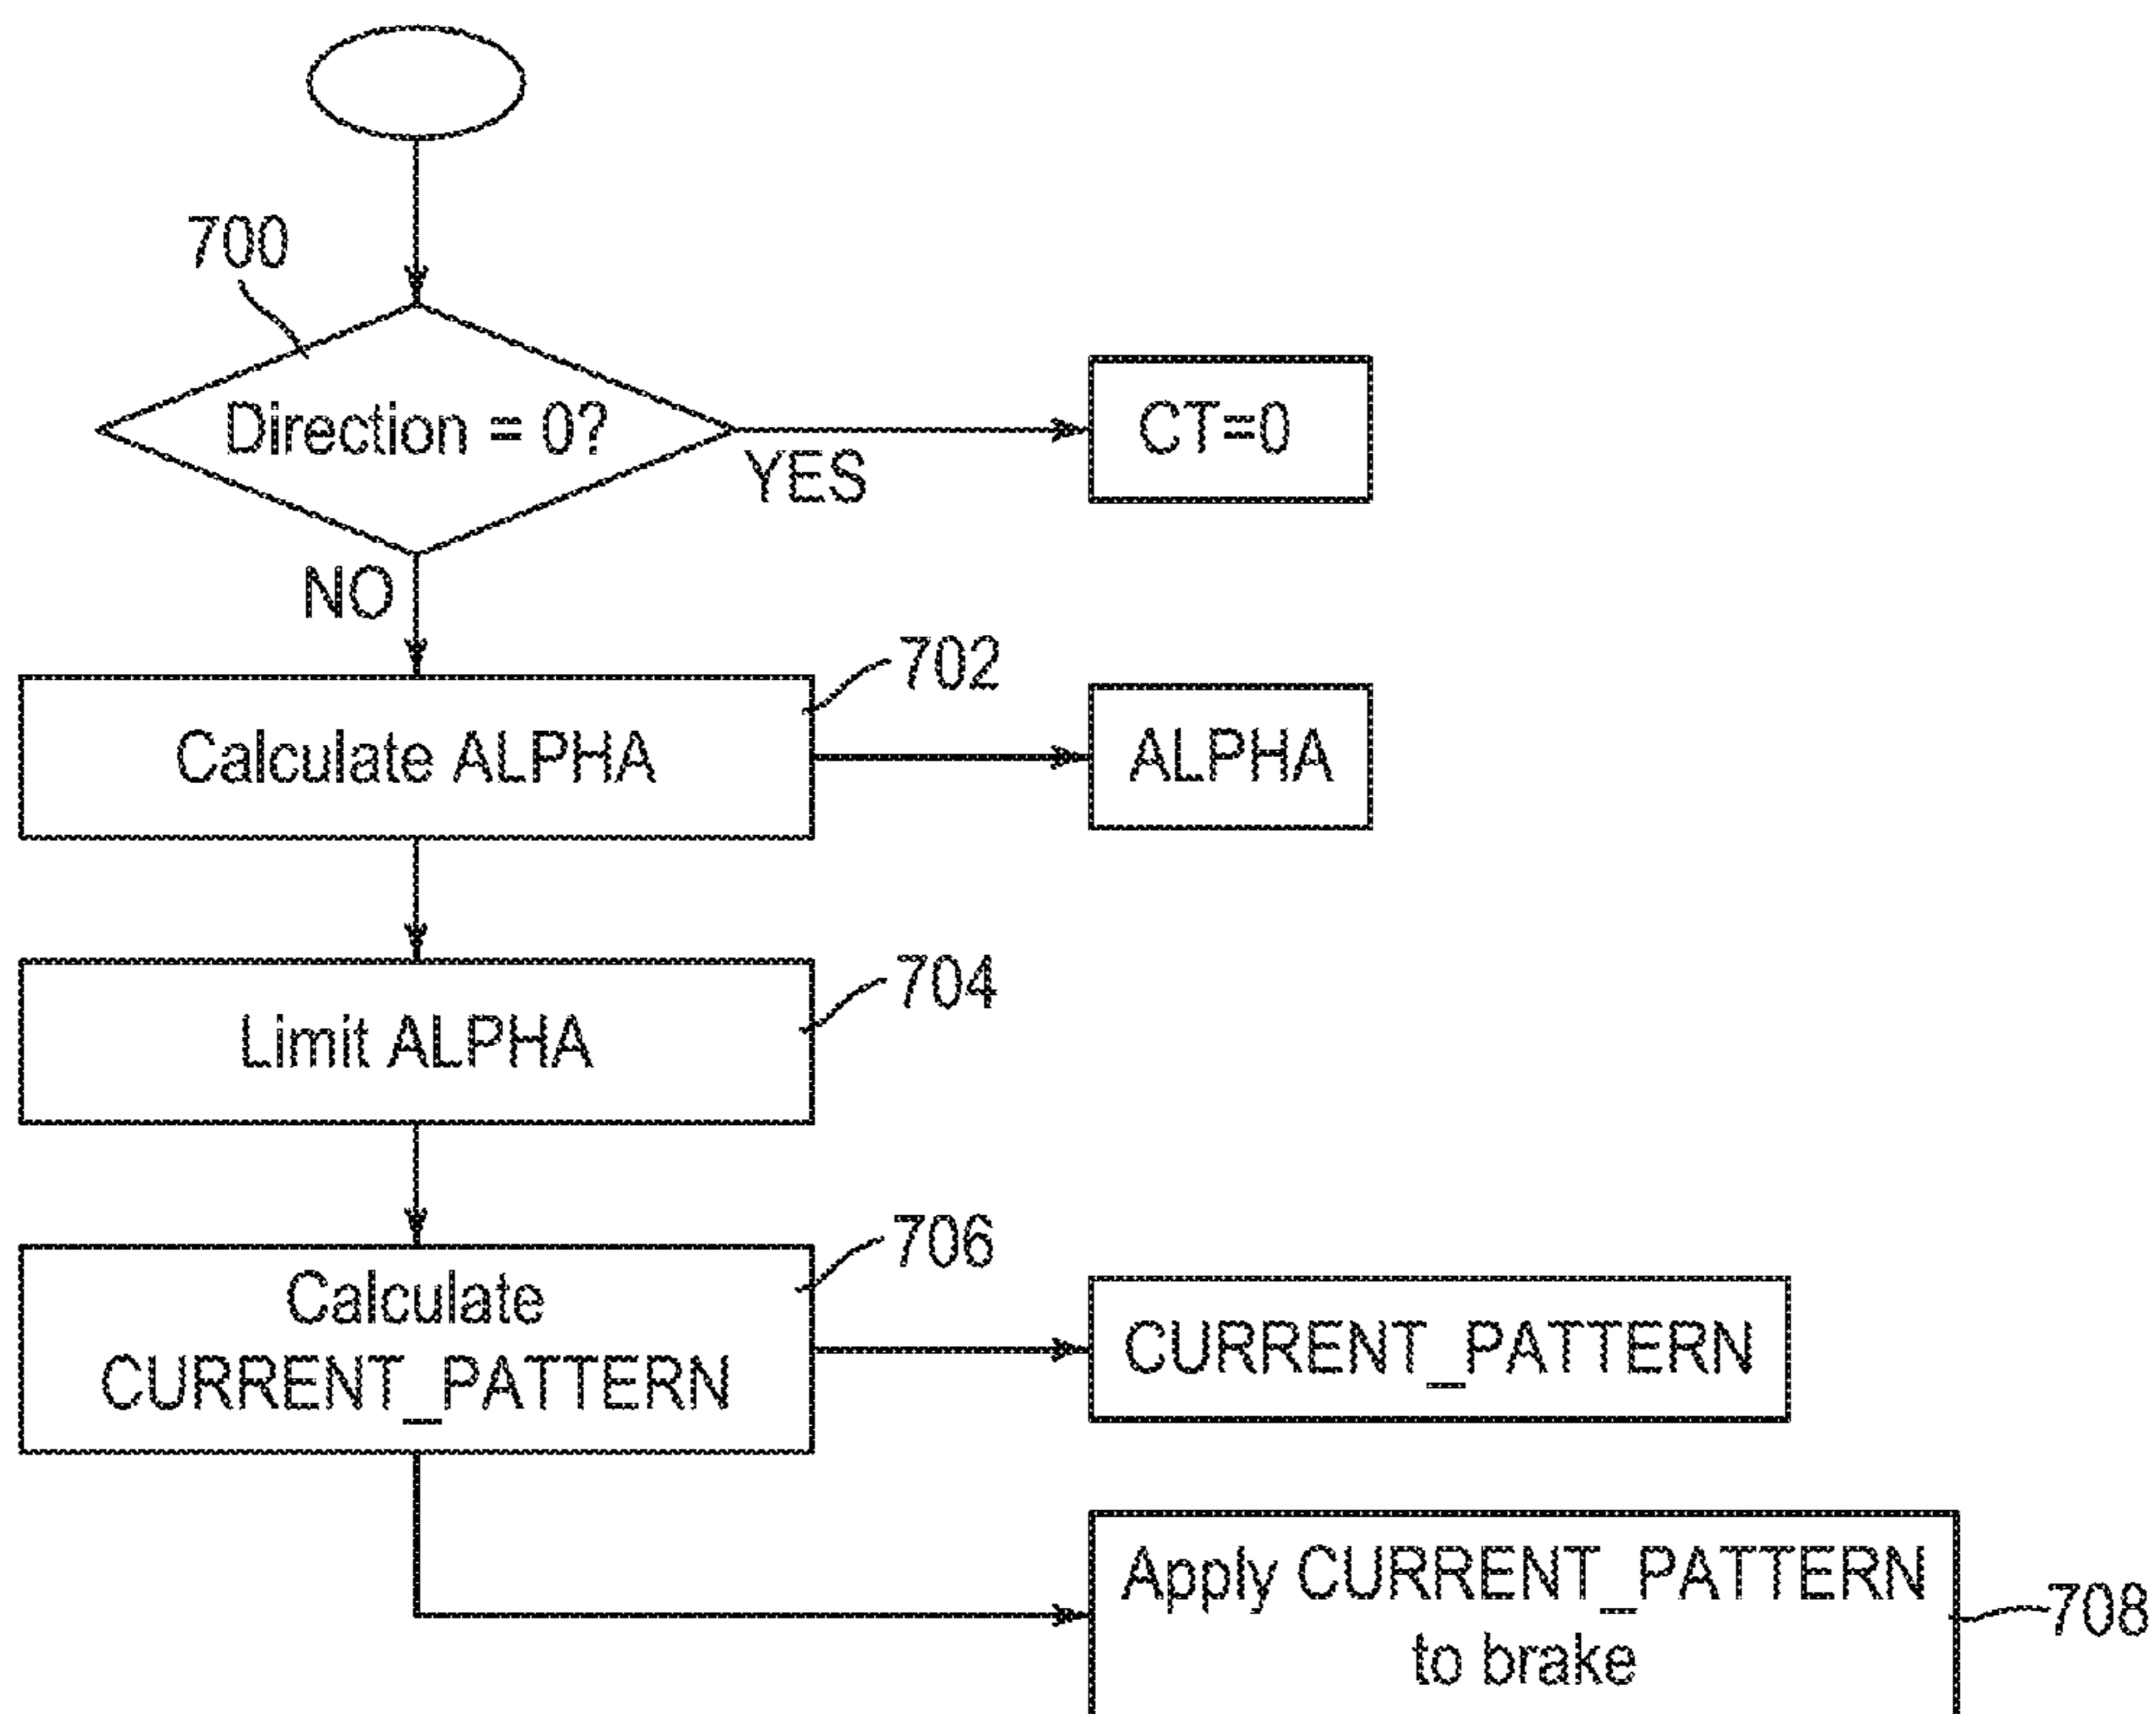 700
Direction = 0?
YES
CT=0
NO
702
Calculate ALPHA
ALPHA
704
Limit ALPHA
706
Calculate
CURRENT_PATTERN
CURRENT_PATTERN
Apply CURRENT_PATTERN
to brake
708